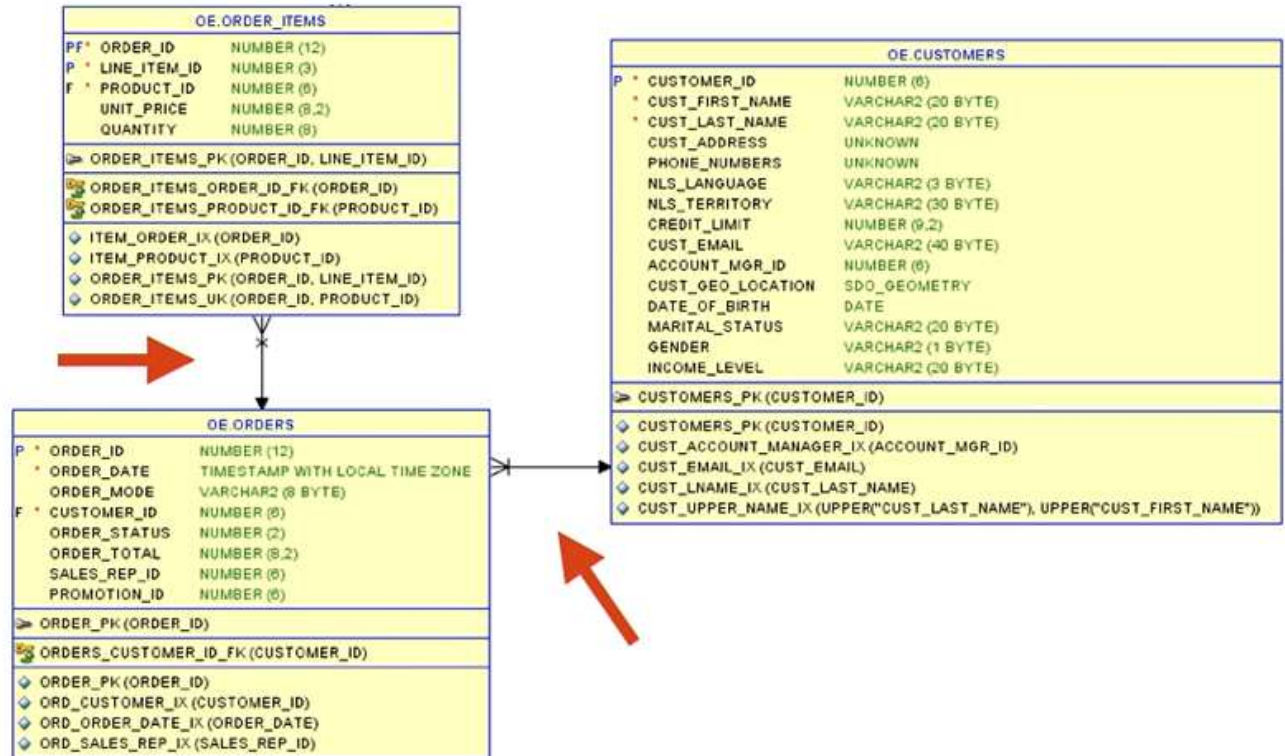 OE.ORDER_ITEMS
PF* ORDER_ID NUMBER (12)
P * LINE_ITEM_ID NUMBER (3)
F * PRODUCT_ID NUMBER (6)
UNIT_PRICE NUMBER (8,2)
QUANTITY NUMBER (8)
ORDER_ITEMS_PK (ORDER_ID, LINE_ITEM_ID)
ORDER_ITEMS_ORDER_ID_FK (ORDER_ID)
ORDER_ITEMS_PRODUCT_ID_FK (PRODUCT_ID)
ITEM_ORDER_IX (ORDER_ID)
ITEM_PRODUCT_IX (PRODUCT_ID)
ORDER_ITEMS_PK (ORDER_ID, LINE_ITEM_ID)
ORDER_ITEMS_UK (ORDER_ID, PRODUCT_ID)
OE.CUSTOMERS
P * CUSTOMER_ID NUMBER (6)
* CUST_FIRST_NAME VARCHAR2 (20 BYTE)
* CUST_LAST_NAME VARCHAR2 (20 BYTE)
CUST_ADDRESS UNKNOWN
PHONE_NUMBERS UNKNOWN
NLS_LANGUAGE VARCHAR2 (3 BYTE)
NLS_TERRITORY VARCHAR2 (30 BYTE)
CREDIT_LIMIT NUMBER (9,2)
CUST_EMAIL VARCHAR2 (40 BYTE)
ACCOUNT_MGR_ID NUMBER (6)
CUST_GEO_LOCATION SDO_GEOMETRY
DATE_OF_BIRTH DATE
MARITAL_STATUS VARCHAR2 (20 BYTE)
GENDER VARCHAR2 (1 BYTE)
INCOME_LEVEL VARCHAR2 (20 BYTE)
CUSTOMERS_PK (CUSTOMER_ID)
CUSTOMERS_PK (CUSTOMER_ID)
CUST_ACCOUNT_MANAGER_IX (ACCOUNT_MGR_ID)
CUST_EMAIL_IX (CUST_EMAIL)
CUST_LNAME_IX (CUST_LAST_NAME)
CUST_UPPER_NAME_IX (UPPER("CUST_LAST_NAME"), UPPER("CUST_FIRST_NAME"))
OE.ORDERS
P * ORDER_ID NUMBER (12)
* ORDER_DATE TIMESTAMP WITH LOCAL TIME ZONE
ORDER_MODE VARCHAR2 (8 BYTE)
F * CUSTOMER_ID NUMBER (6)
ORDER_STATUS NUMBER (2)
ORDER_TOTAL NUMBER (8,2)
SALES_REP_ID NUMBER (6)
PROMOTION_ID NUMBER (6)
ORDER_PK (ORDER_ID)
ORDERS_CUSTOMER_ID_FK (CUSTOMER_ID)
ORDER_PK (ORDER_ID)
ORD_CUSTOMER_IX (CUSTOMER_ID)
ORD_ORDER_DATE_IX (ORDER_DATE)
ORD_SALES_REP_IX (SALES_REP_ID)